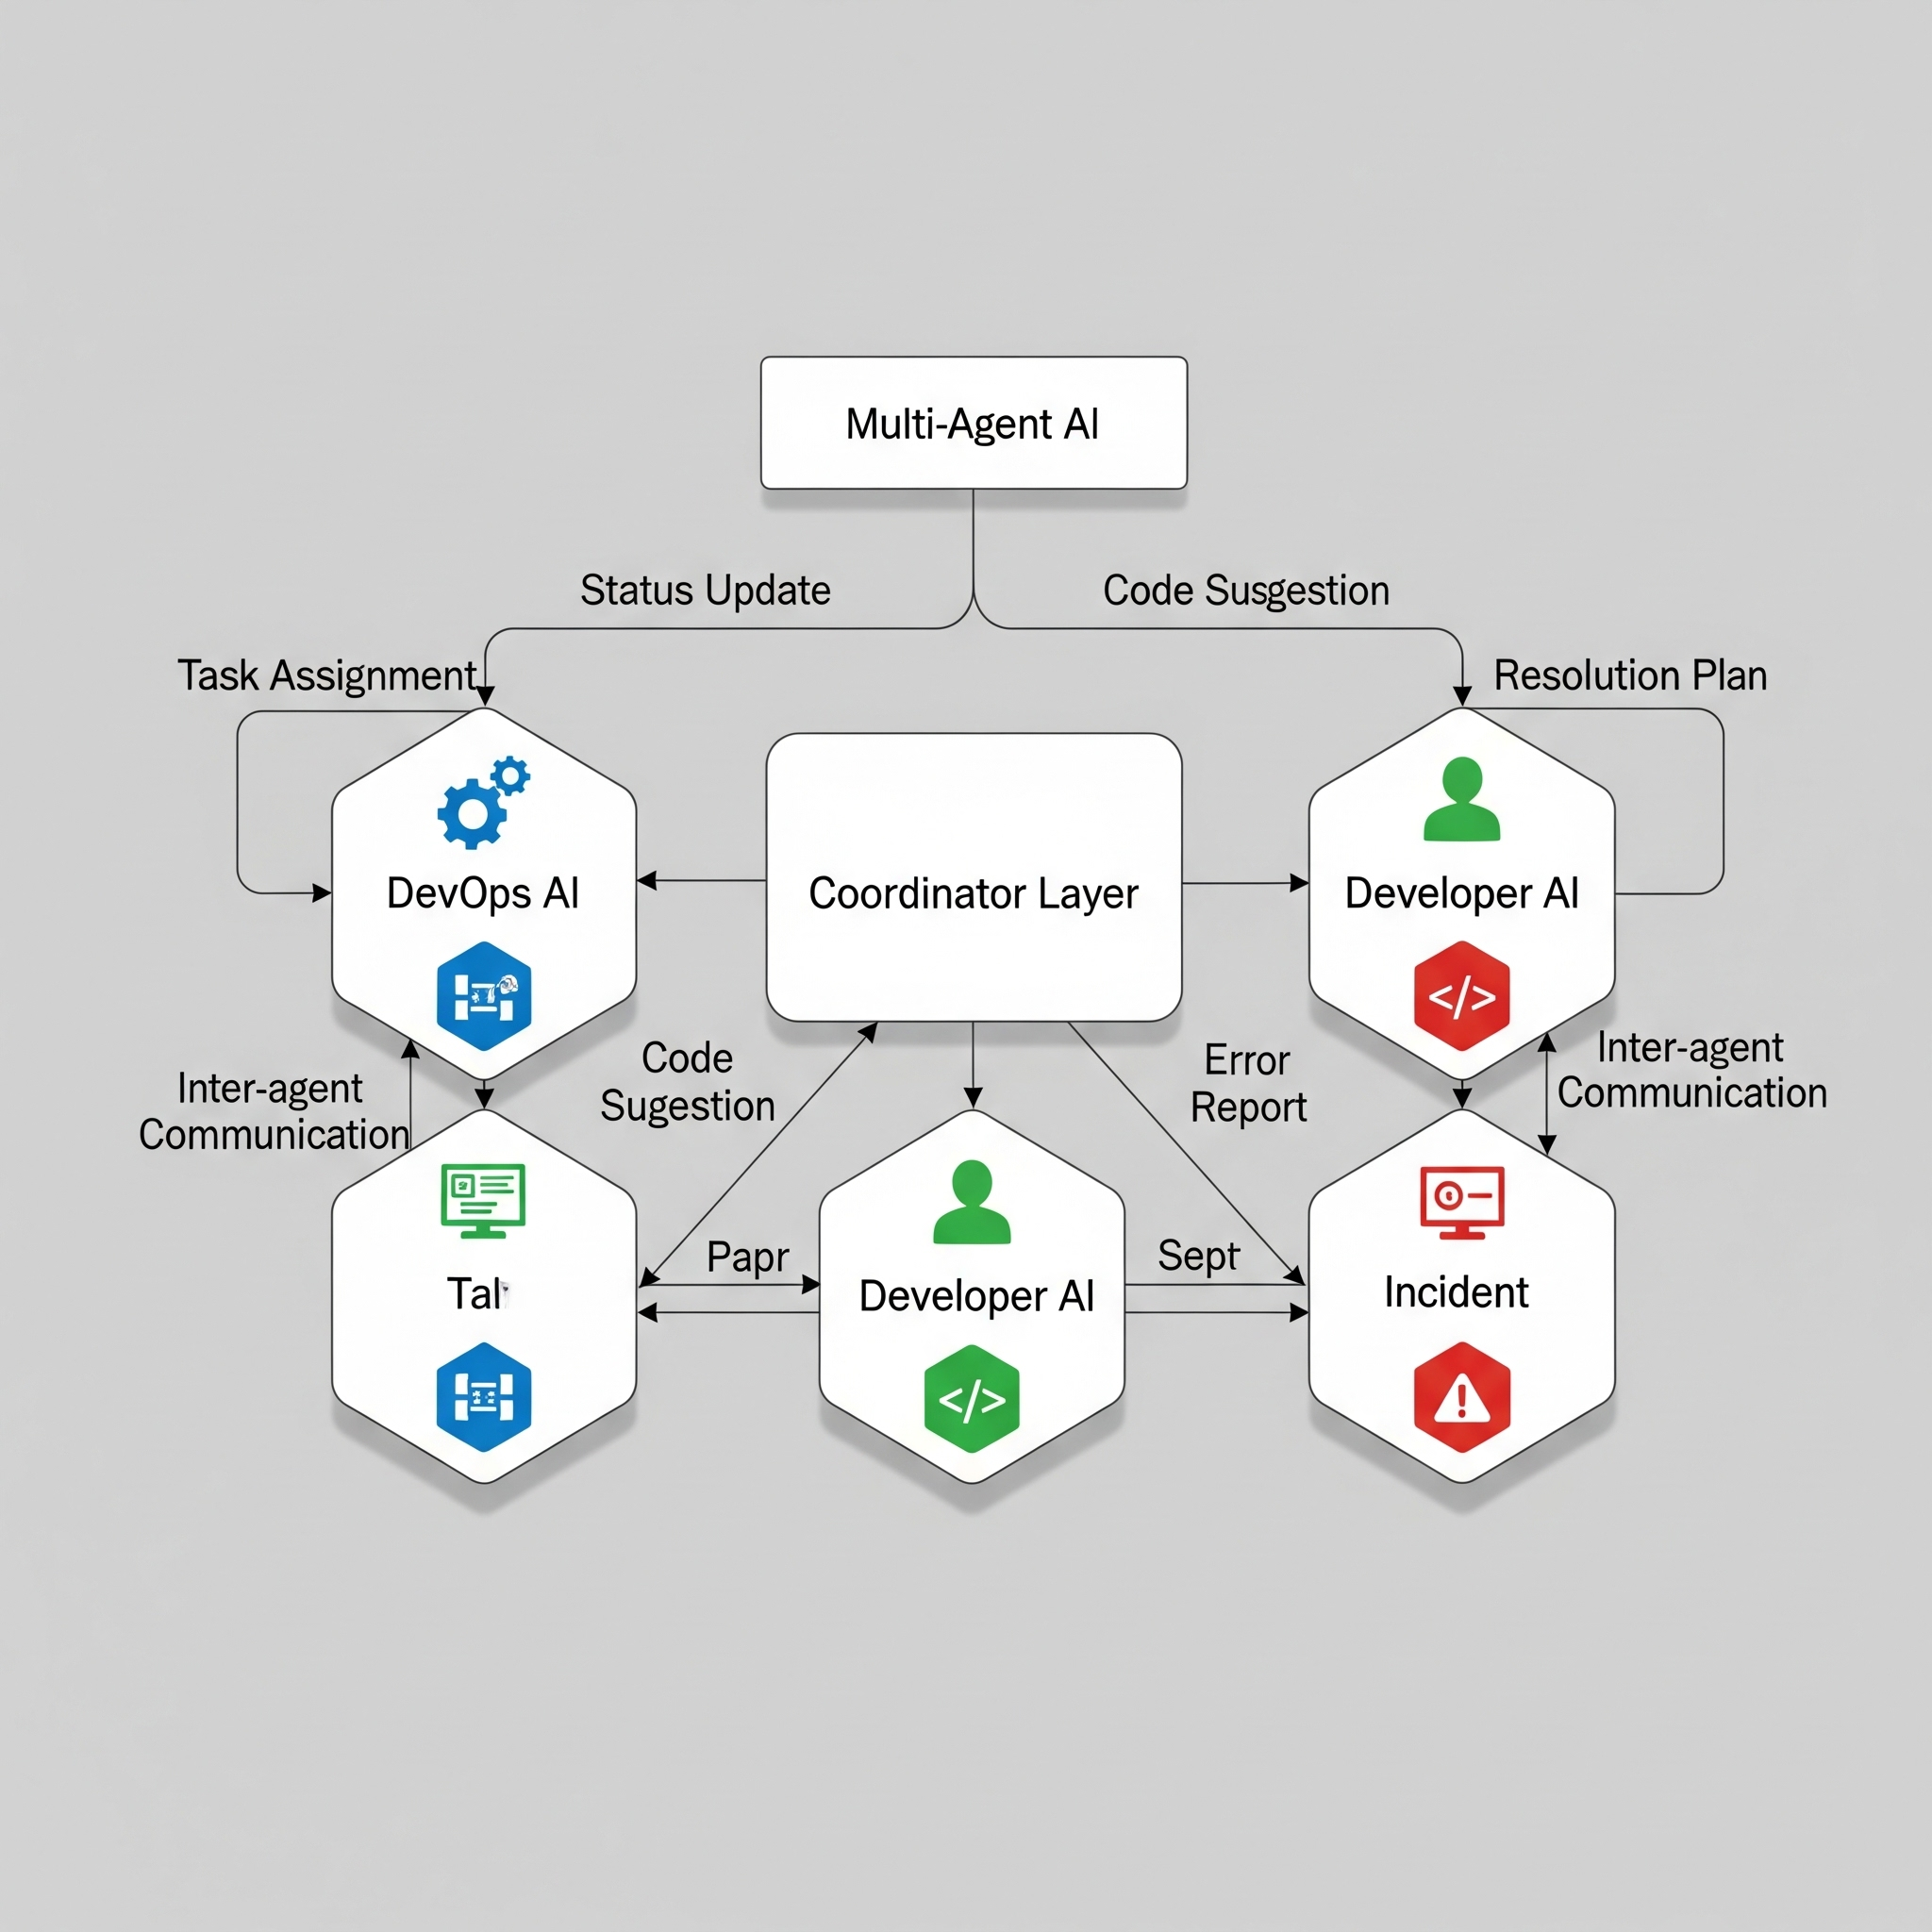 Multi-Agent AI
Status Update
Code Susgestion
Task Assignment
Resolution Plan
DevOps AI
Coordinator Layer
Developer AI
</>
Inter-agent
Communication
Code
Sugestion
Error
Report
Inter-agent
Communication
Papr
Sept
Developer AI
Incident
</>
!